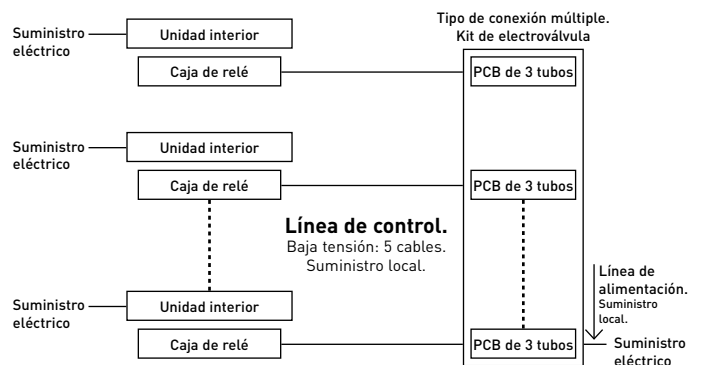 Tipo de conexión múltiple.
Kit de electroválvula
Suministro
eléctrico
Unidad interior
Caja de relé
PCB de 3 tubos
Suministro
eléctrico
Unidad interior
Caja de relé
PCB de 3 tubos
Línea de control.
Baja tensión: 5 cables.
Suministro local.
Línea de
alimentación.
Suministro
local.
Suministro
eléctrico
Unidad interior
Caja de relé
PCB de 3 tubos
Suministro
eléctrico